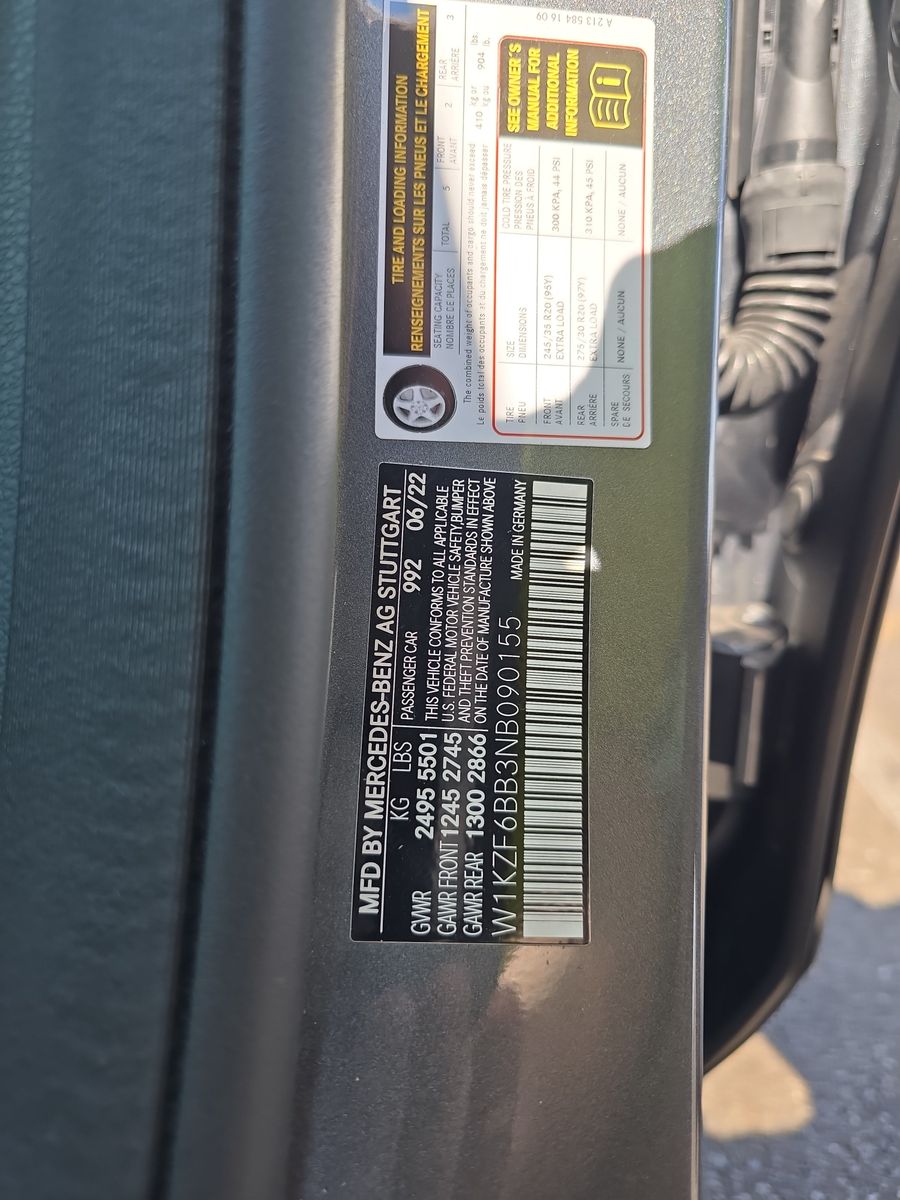 TIRE AND LOADING INFORMATION
RENSEIGNEMENTS SUR LES PNEUS ET LE CHARGEMENT
SEATING CAPACITY TOTAL 5 FRONT 2 REAR 3
NOMBRE DE PLACES AVANT ARRIÈRE
The combined weight of occupants and cargo should never exceed 410 kg or 904 lbs.
Le poids total des occupants et du chargement ne doit jamais dépasser kg ou lb.
TIRE SIZE COLD TIRE PRESSURE
PNEU DIMENSIONS PRESSION DES
PNEUS À FROID
FRONT 245/35 R20 (95Y) 300 KPA, 44 PSI
AVANT EXTRA LOAD
REAR 275/30 R20 (97Y) 310 KPA, 45 PSI
ARRIÈRE EXTRA LOAD
SPARE NONE / AUCUN NONE / AUCUN
DE SECOURS
SEE OWNER'S
MANUAL FOR
ADDITIONAL
INFORMATION
A 213 584 16 09
MFD BY MERCEDES-BENZ AG STUTTGART
KG LBS PASSENGER CAR 992 06/22
GVWR 2495 5501 THIS VEHICLE CONFORMS TO ALL APPLICABLE
GAWR FRONT 1245 2745 U.S. FEDERAL MOTOR VEHICLE SAFETY,BUMPER
GAWR REAR 1300 2866 AND THEFT PREVENTION STANDARDS IN EFFECT
ON THE DATE OF MANUFACTURE SHOWN ABOVE
W1KZF6BB3NB090155 MADE IN GERMANY